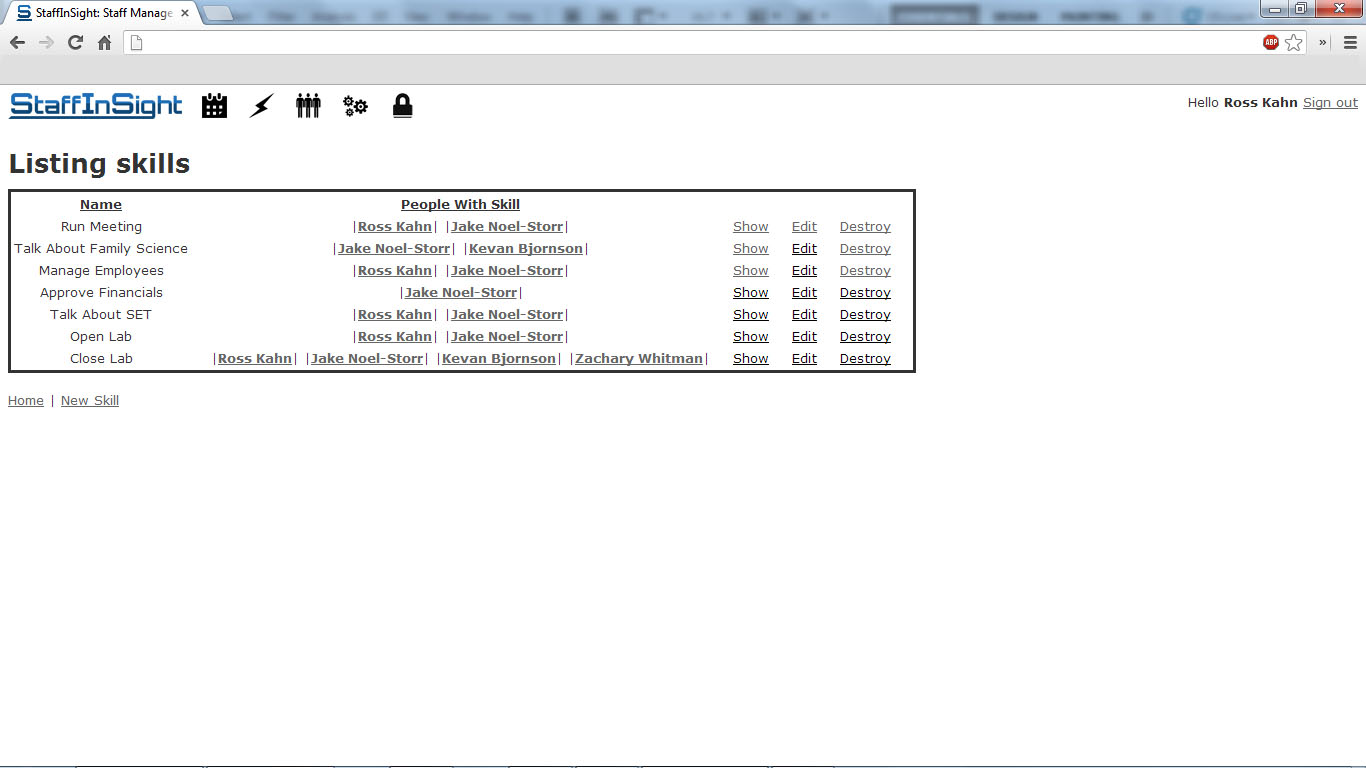 StaffInSight: Staff Manage
ABP
StaffInSight
Hello Ross Kahn Sign out
Listing skills
Name People With Skill
Run Meeting |Ross Kahn| |Jake Noel-Storr| Show Edit Destroy
Talk About Family Science |Jake Noel-Storr| |Kevan Bjornson| Show Edit Destroy
Manage Employees |Ross Kahn| |Jake Noel-Storr| Show Edit Destroy
Approve Financials |Jake Noel-Storr| Show Edit Destroy
Talk About SET |Ross Kahn| |Jake Noel-Storr| Show Edit Destroy
Open Lab |Ross Kahn| |Jake Noel-Storr| Show Edit Destroy
Close Lab |Ross Kahn| |Jake Noel-Storr| |Kevan Bjornson| |Zachary Whitman| Show Edit Destroy
Home | New Skill